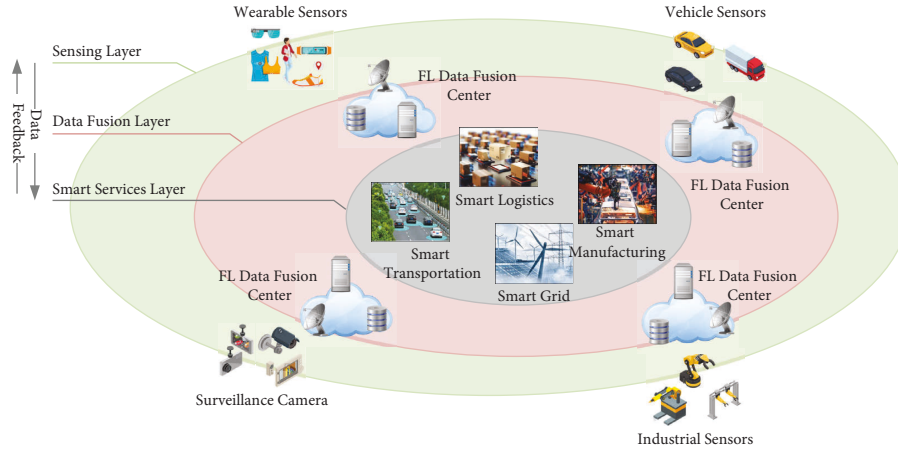 Wearable Sensors
Vehicle Sensors
Sensing Layer
FL Data Fusion
Center
Data Fusion Layer
Data
Feedback
FL Data Fusion
Center
Smart Services Layer
Smart Logistics
Smart
Manufacturing
Smart
Transportation
FL Data Fusion
Center
FL Data Fusion
Center
Smart Grid
Surveillance Camera
Industrial Sensors